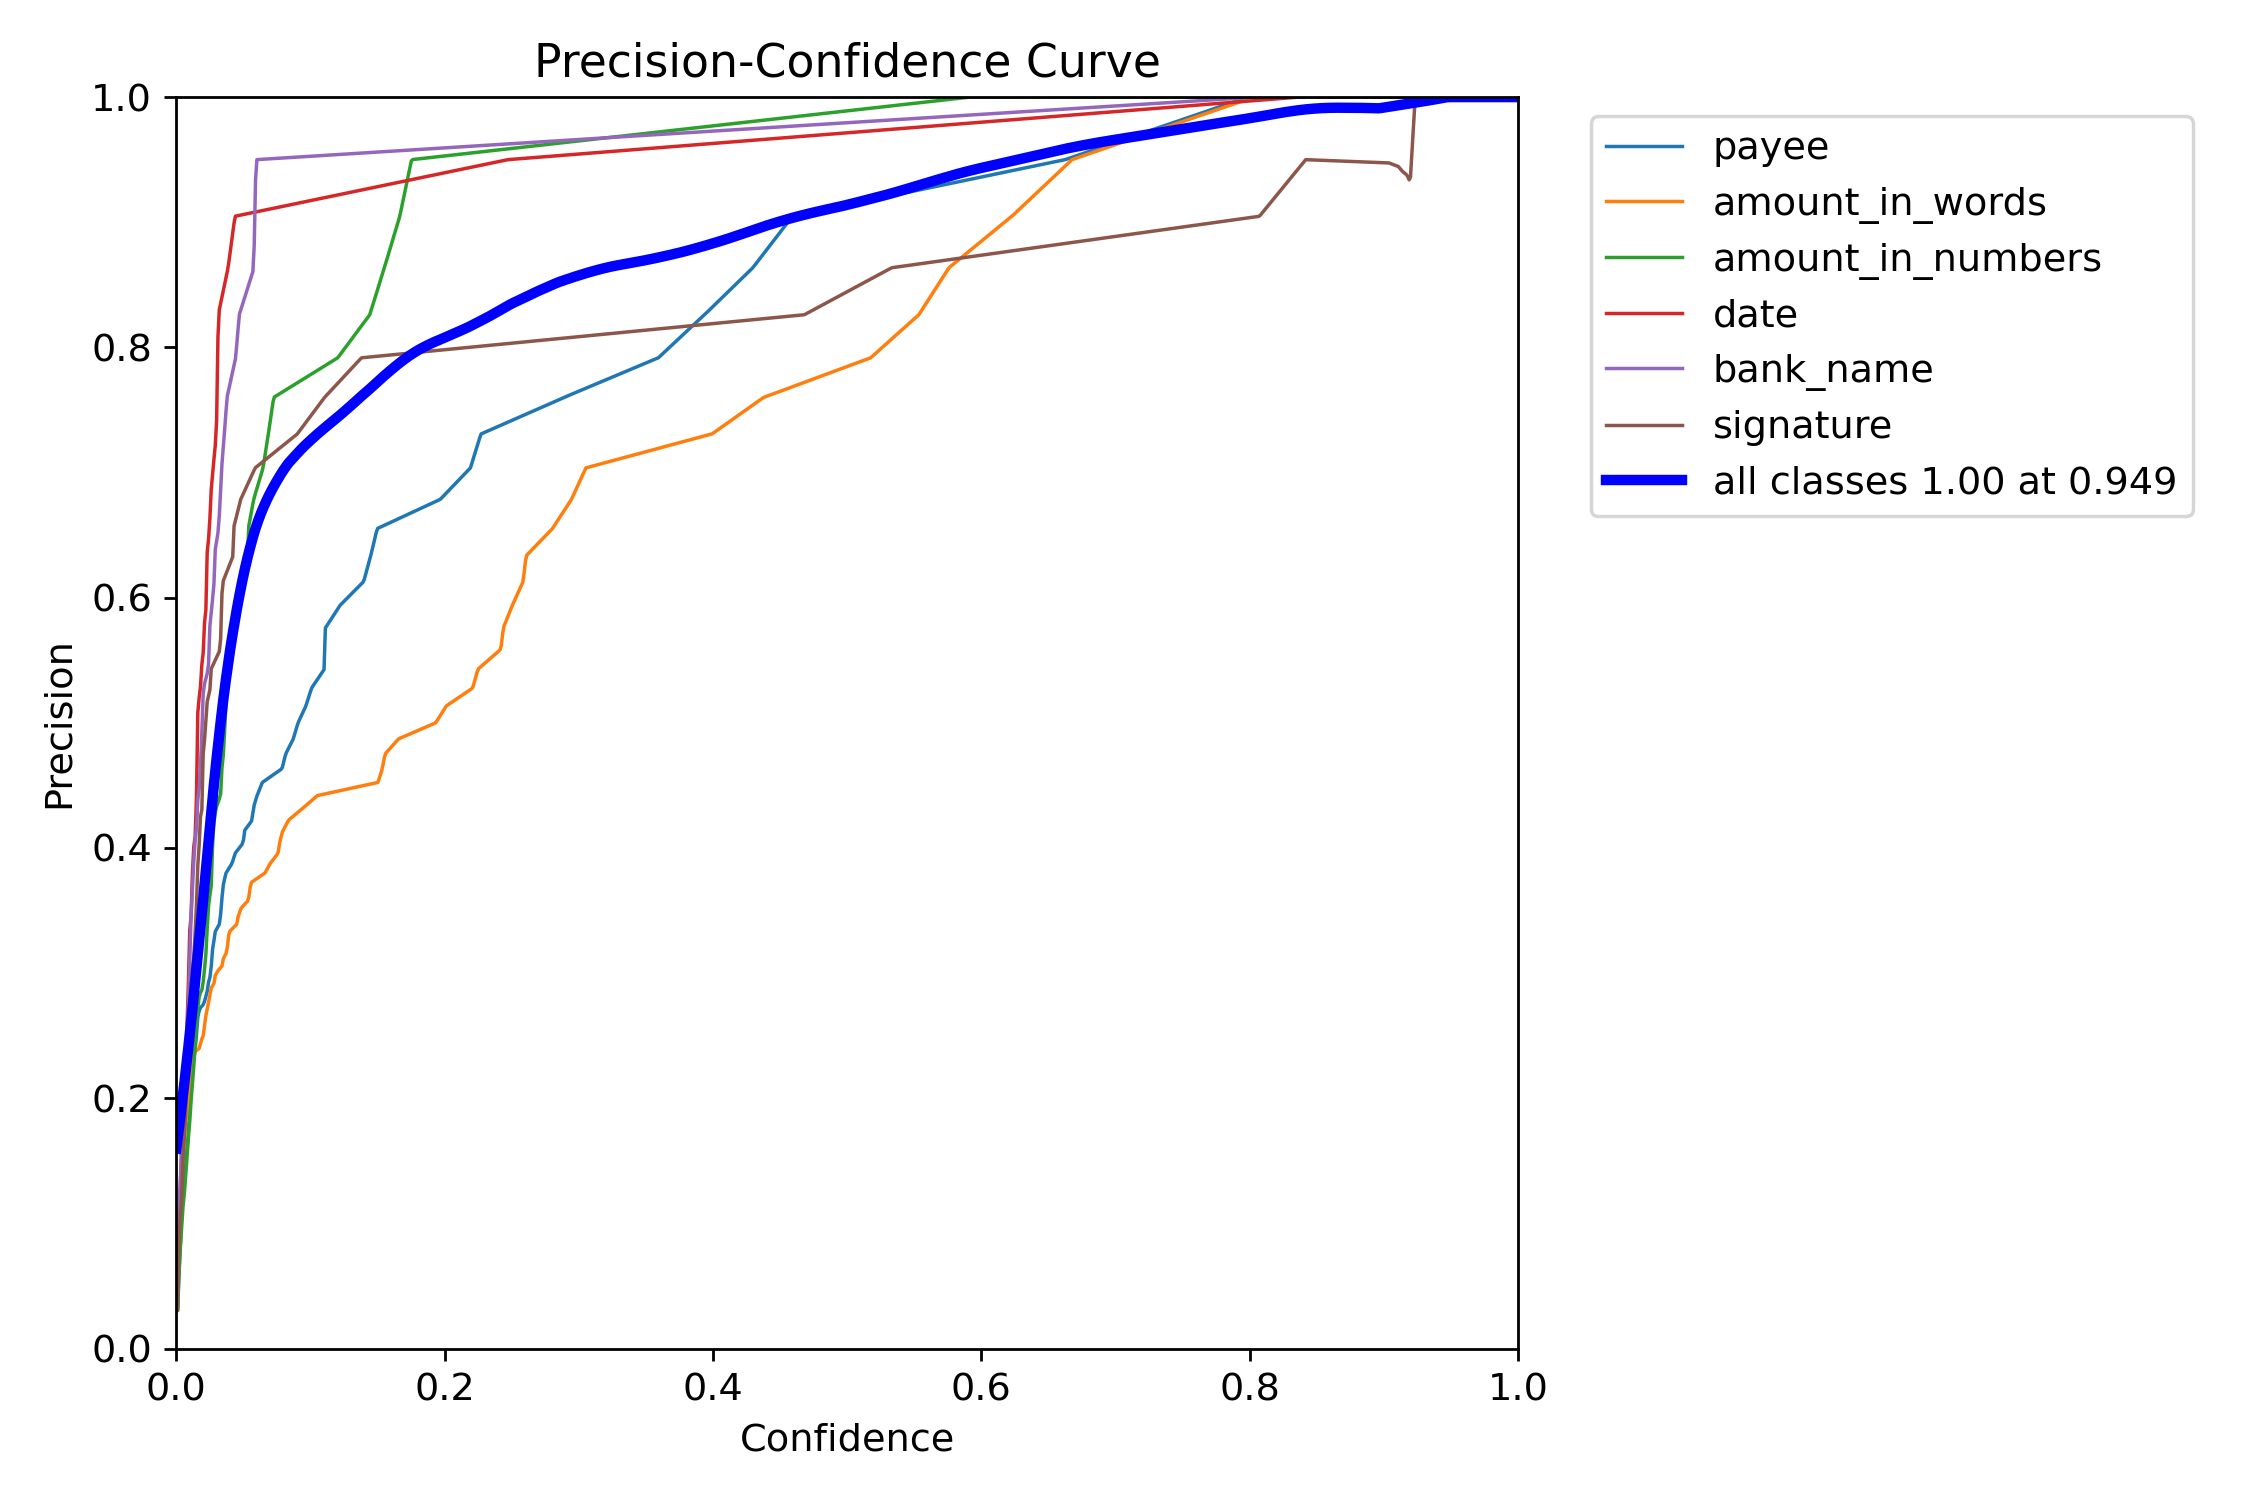 Precision-Confidence Curve
1.0
0.8
0.6
0.4
0.2
0.0
Precision
0.0 0.2 0.4 0.6 0.8 1.0
Confidence
payee
amount_in_words
amount_in_numbers
date
bank_name
signature
all classes 1.00 at 0.949